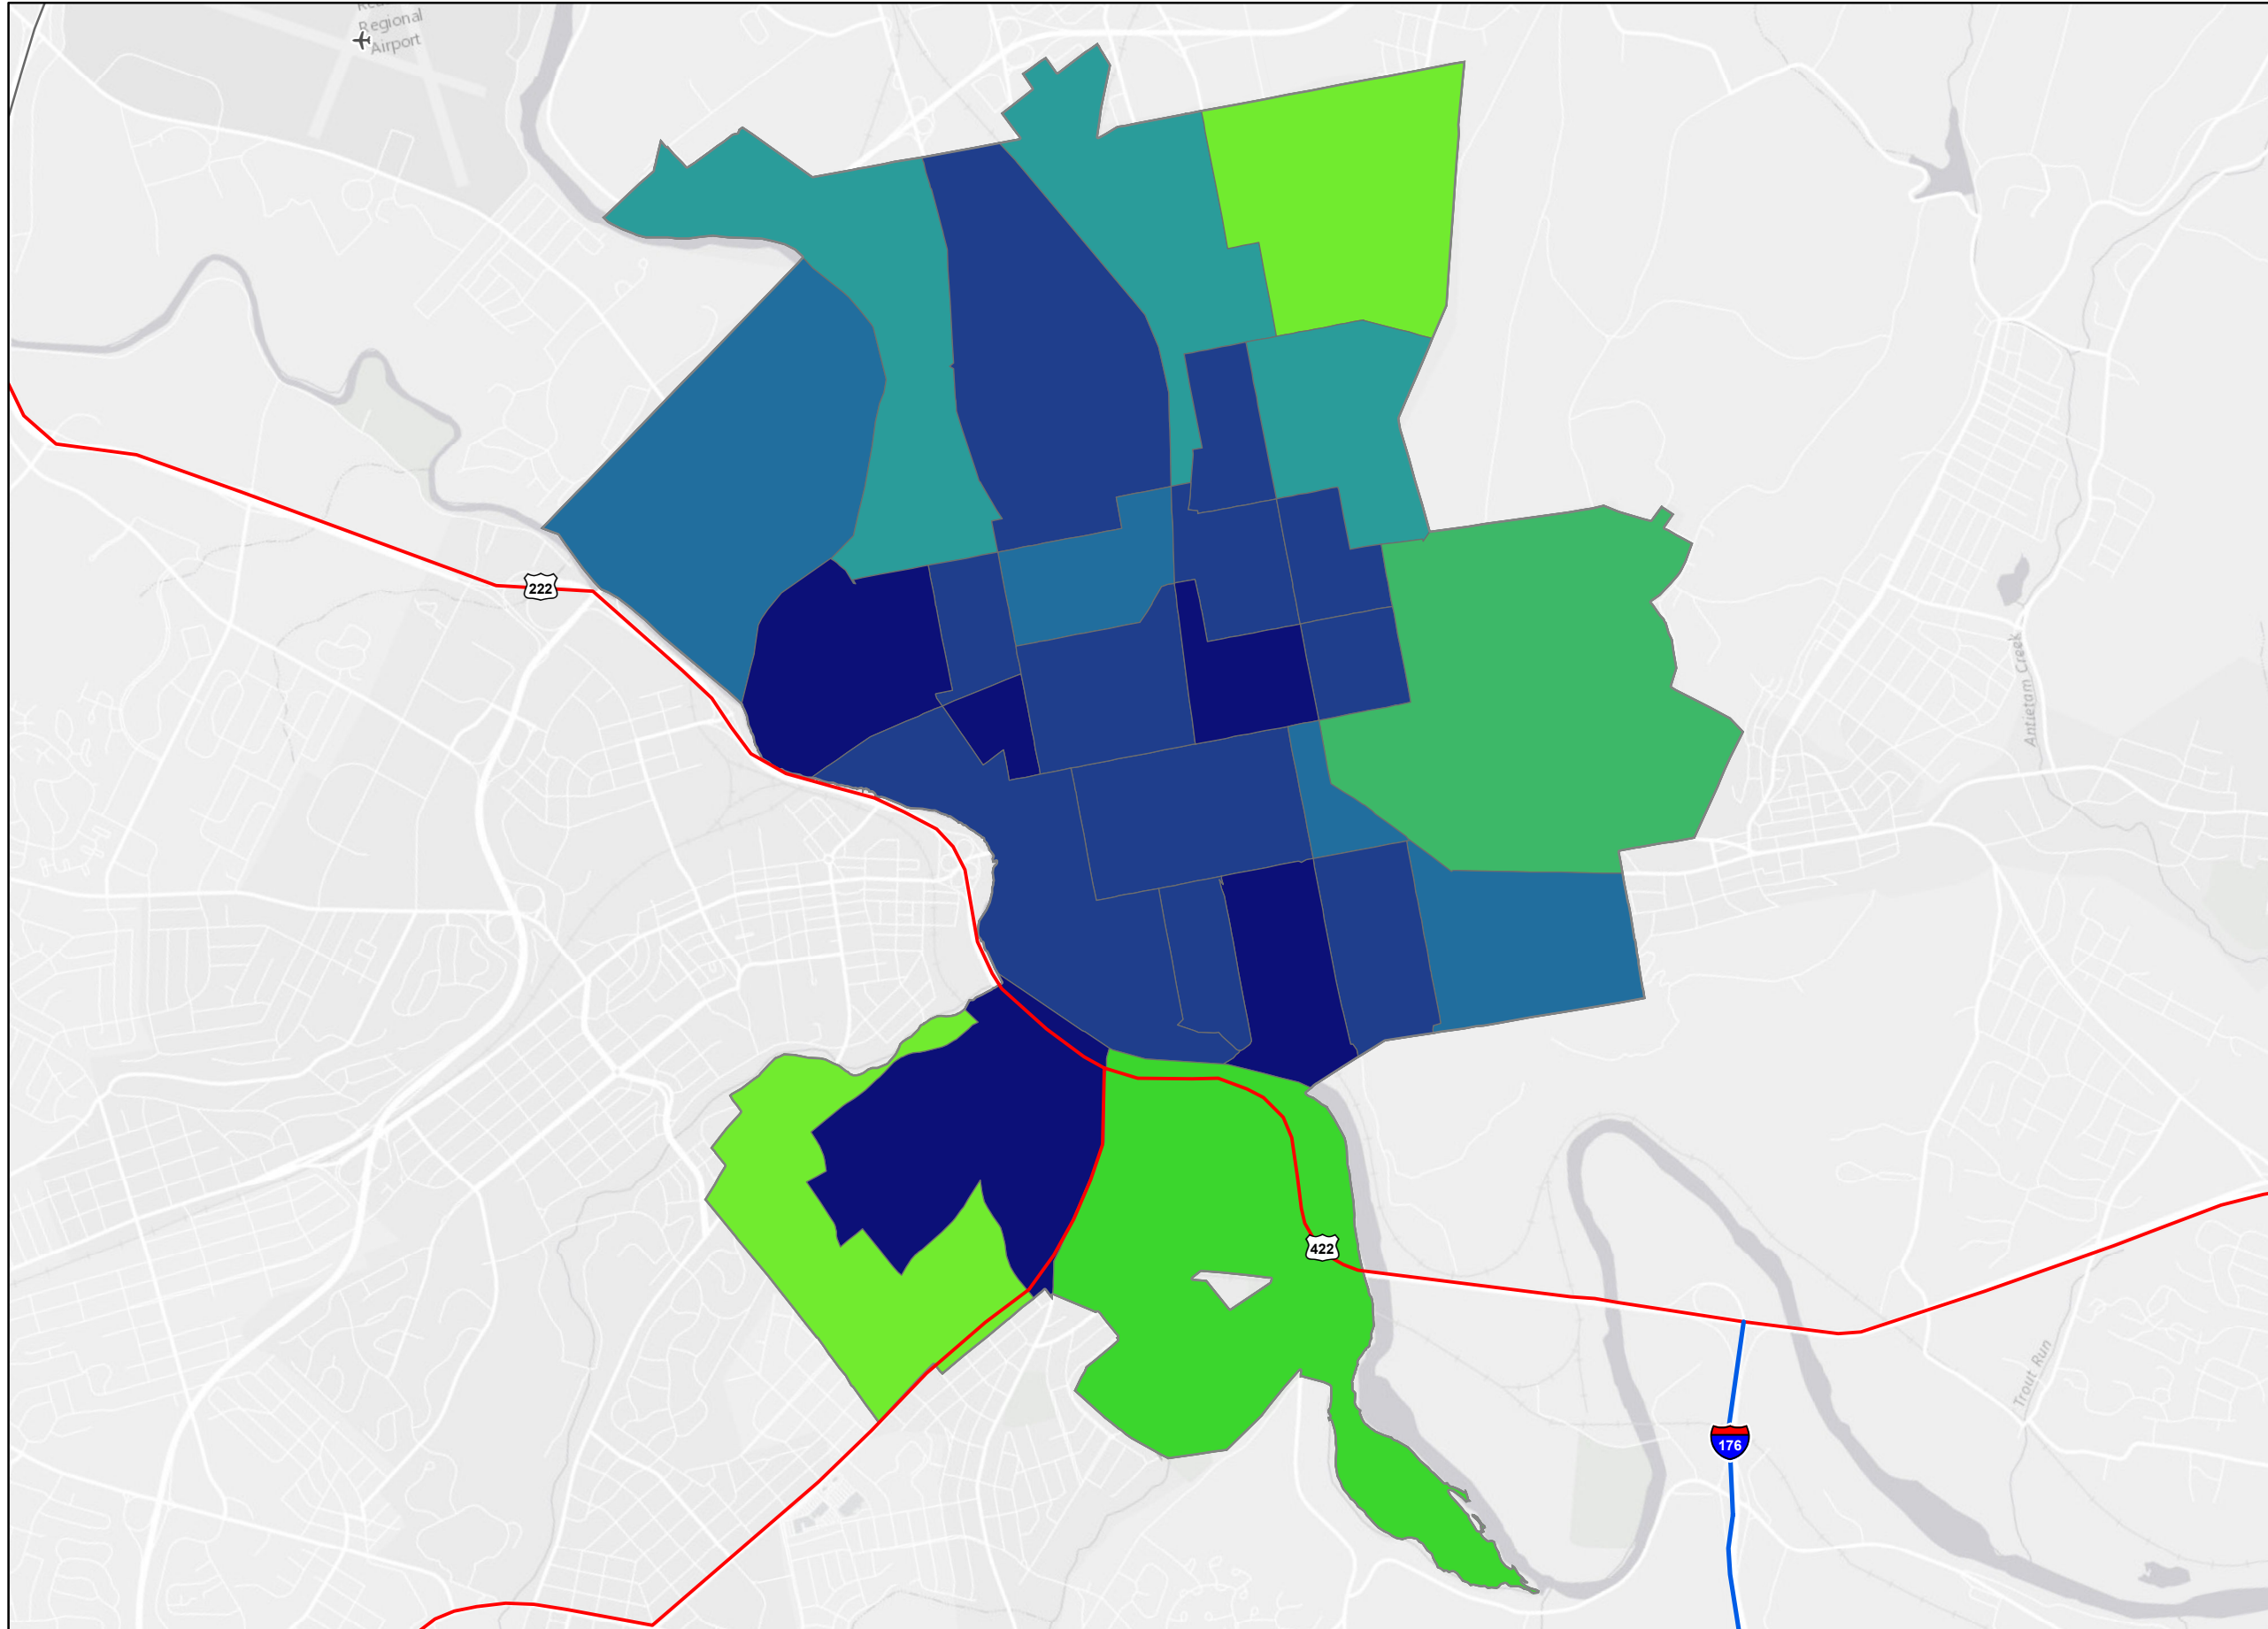 Regional
Airport
222
Antietam Creek
422
Trout Run
176